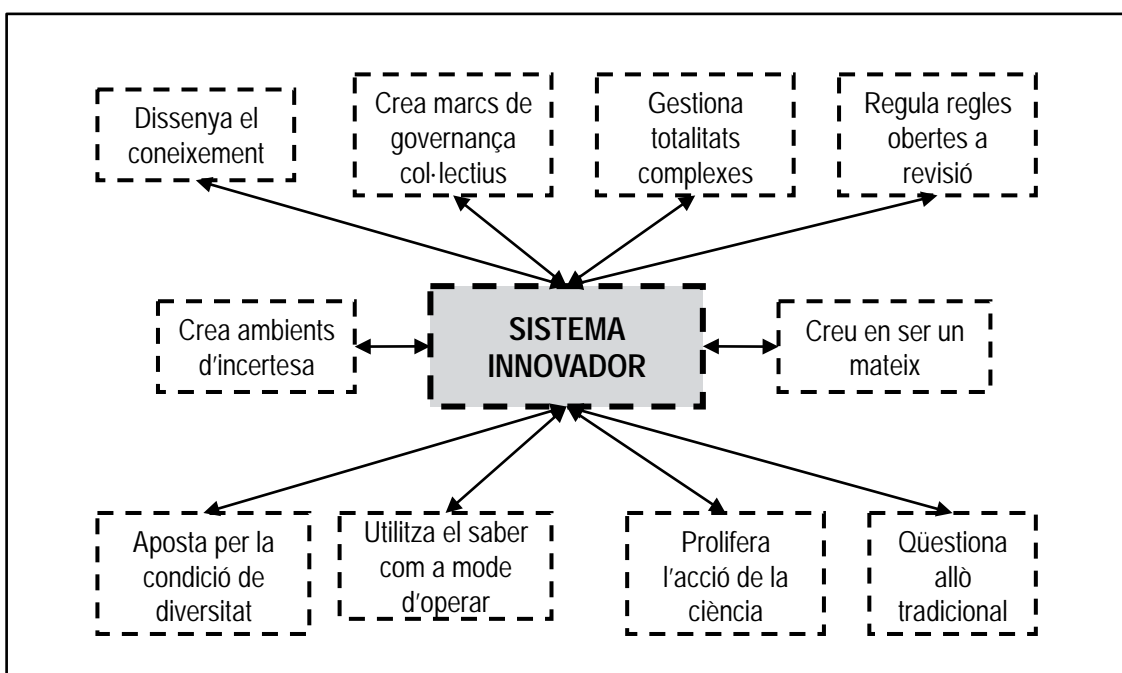 Dissenya el
coneixement
Crea marcs de
governança
col·lectius
Gestiona
totalitats
complexes
Regula regles
obertes a
revisió
Crea ambients
d'incertesa
SISTEMA
INNOVADOR
Creu en ser un
mateix
Aposta per la
condició de
diversitat
Utilitza el saber
com a mode
d'operar
Prolifera
l'acció de la
ciència
Qüestiona
allò
tradicional